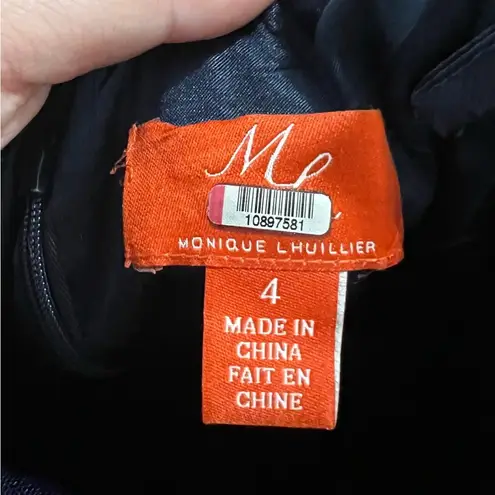 ML
10897581
MONIQUE LHUILLIER
4
MADE IN
CHINA
FAIT EN
CHINE